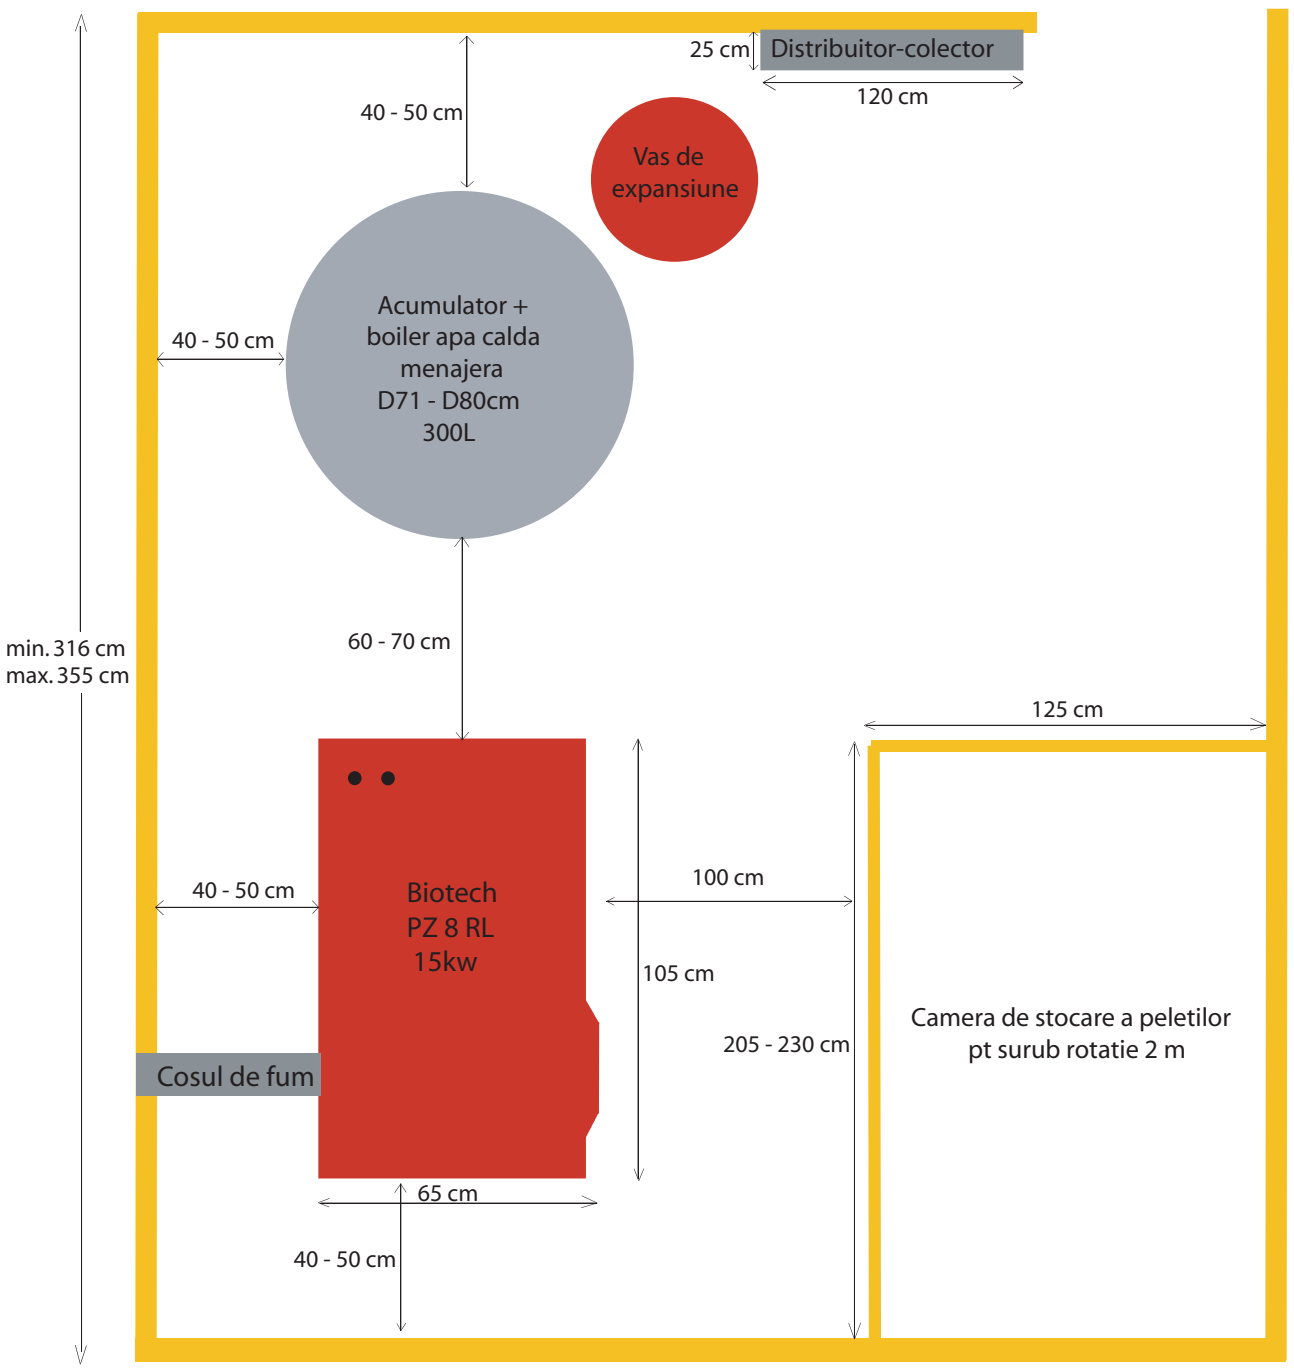 25 cm
Distribuitor-colector
120 cm
40 - 50 cm
Vas de
expansiune
Acumulator +
boiler apa calda
menajera
D71 - D80cm
300L
40 - 50 cm
60 - 70 cm
min. 316 cm
max. 355 cm
125 cm
40 - 50 cm
Biotech
PZ 8 RL
15kw
100 cm
105 cm
205 - 230 cm
Camera de stocare a peletilor
pt surub rotatie 2 m
Cosul de fum
65 cm
40 - 50 cm